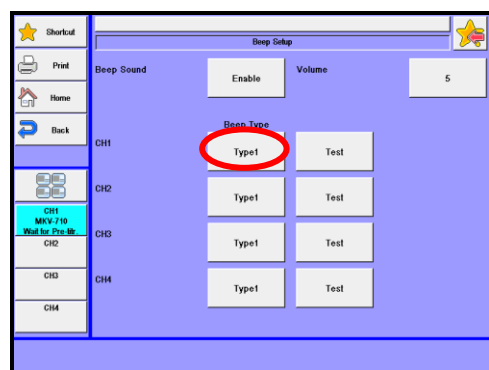 Shortcut
Beep Setup
Print
Beep Sound
Enable
Volume
5
Home
Back
Beep Type
CH1
Type1
Test
CH2
Type1
Test
CH1
MKV-710
Wait for Pre-titr.
CH3
Type1
Test
CH2
CH3
CH4
Type1
Test
CH4